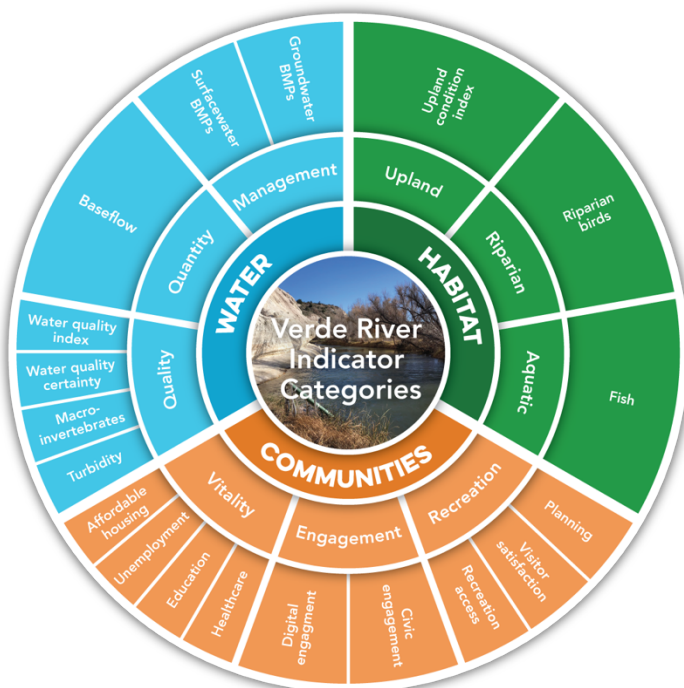 Verde River
Indicator
Categories
WATER
HABITAT
COMMUNITIES
Management
Quantity
Quality
Upland
Riparian
Aquatic
Vitality
Engagement
Recreation
Groundwater
BMPs
Surfacewater
BMPs
Baseflow
Water quality
index
Water quality
certainty
Macro-
invertebrates
Turbidity
Upland
condition
index
Riparian
birds
Fish
Affordable
housing
Unemployment
Education
Healthcare
Digital
engagment
Civic
engagement
Recreation
access
Visitor
satisfaction
Planning